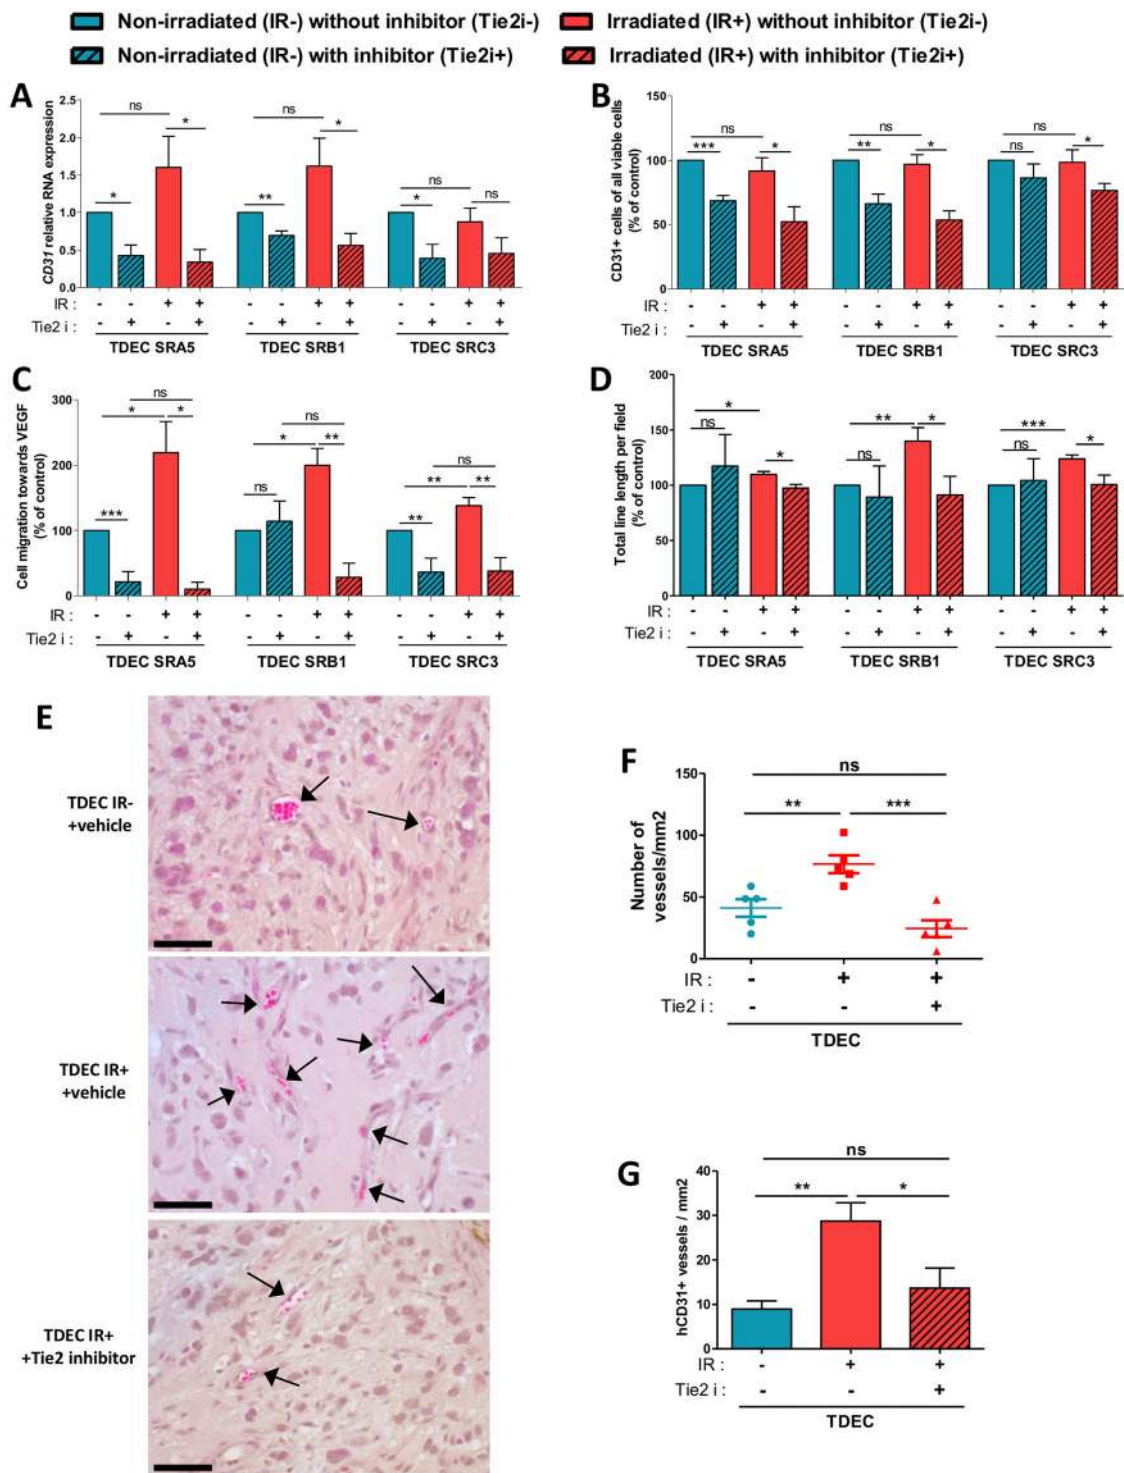 Non-irradiated (IR-) without inhibitor (Tie2i-)
Irradiated (IR+) without inhibitor (Tie2i-)
Non-irradiated (IR-) with inhibitor (Tie2i+)
Irradiated (IR+) with inhibitor (Tie2i+)
A
CD31 relative RNA expression
2.5
2.0
1.5
1.0
0.5
0.0
ns
*
*
ns
*
**
ns
*
ns
IR : - - + + - - + + - - + +
Tie2 i : - + - + - + - + - + - +
TDEC SRA5
TDEC SRB1
TDEC SRC3
B
CD31+ cells of all viable cells
(% of control)
150
100
50
0
ns
***
*
ns
**
*
ns
ns
*
IR : - - + + - - + + - - + +
Tie2 i : - + - + - + - + - + - +
TDEC SRA5
TDEC SRB1
TDEC SRC3
C
Cell migration towards VEGF
(% of control)
300
200
100
0
ns
*
*
***
ns
*
**
ns
ns
**
**
**
IR : - - + + - - + + - - + +
Tie2 i : - + - + - + - + - + - +
TDEC SRA5
TDEC SRB1
TDEC SRC3
D
Total line length per field
(% of control)
200
150
100
50
0
*
ns
*
**
ns
*
***
ns
*
IR : - - + + - - + + - - + +
Tie2 i : - + - + - + - + - + - +
TDEC SRA5
TDEC SRB1
TDEC SRC3
E
TDEC IR-
+vehicle
TDEC IR+
+vehicle
TDEC IR+
+Tie2 inhibitor
F
Number of
vessels/mm2
150
100
50
0
ns
**
***
IR : - + +
Tie2 i : - - +
TDEC
G
hCD31+ vessels / mm2
40
30
20
10
0
ns
**
*
IR : - + +
Tie2 i : - - +
TDEC